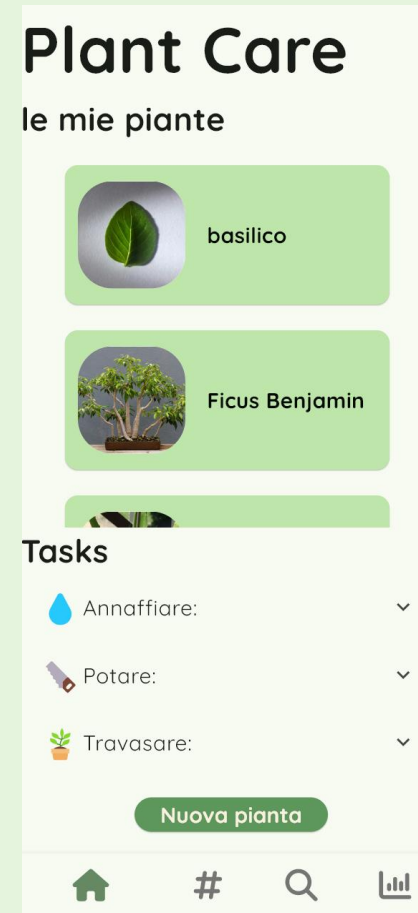 Plant Care
le mie piante
basilico
Ficus Benjamin
Tasks
Annaffiare:
Potare:
Travasare:
Nuova pianta